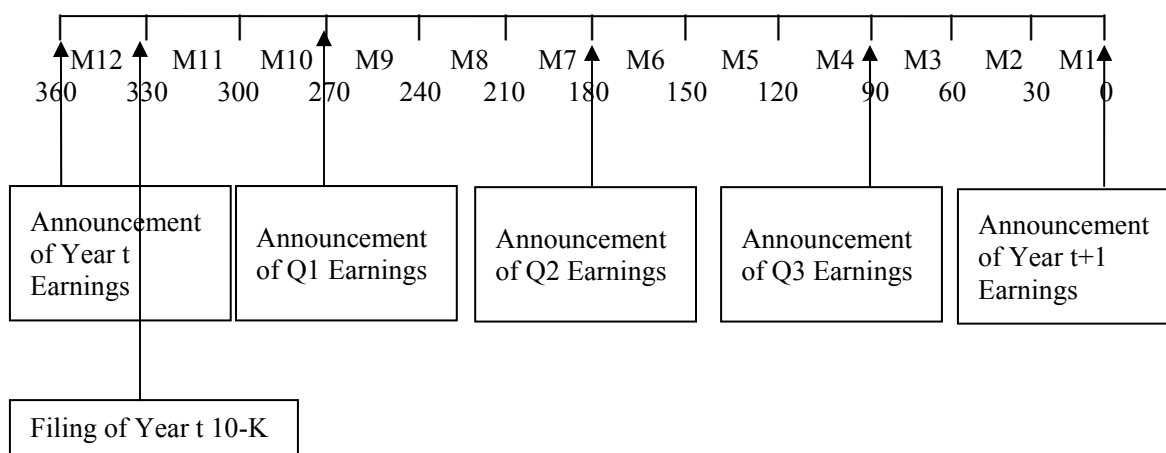 M12 M11 M10 M9 M8 M7 M6 M5 M4 M3 M2 M1
360 330 300 270 240 210 180 150 120 90 60 30 0
Announcement
of Year t
Earnings
Announcement
of Q1 Earnings
Announcement
of Q2 Earnings
Announcement
of Q3 Earnings
Announcement
of Year t+1
Earnings
Filing of Year t 10-K